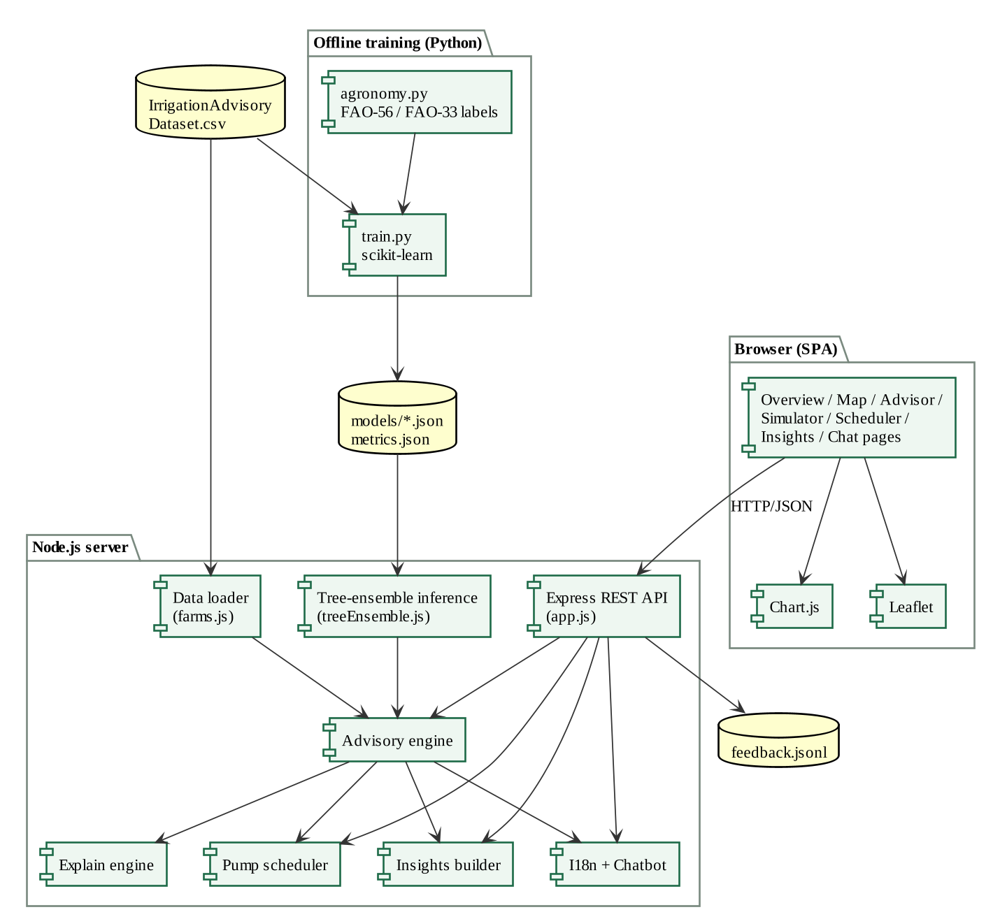 Offline training (Python)
agronomy.py
FAO-56 / FAO-33 labels
IrrigationAdvisory
Dataset.csv
train.py
scikit-learn
models/*.json
metrics.json
Browser (SPA)
Overview / Map / Advisor /
Simulator / Scheduler /
Insights / Chat pages
HTTP/JSON
Chart.js
Leaflet
Node.js server
Data loader
(farms.js)
Tree-ensemble inference
(treeEnsemble.js)
Express REST API
(app.js)
Advisory engine
feedback.jsonl
Explain engine
Pump scheduler
Insights builder
I18n + Chatbot